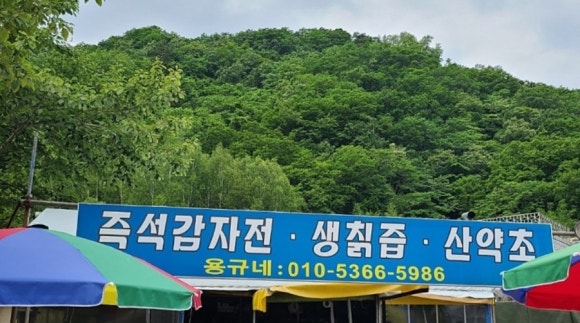 즉석감자전 · 생칡즙 · 산약초
용규네 : 010-5366-5986